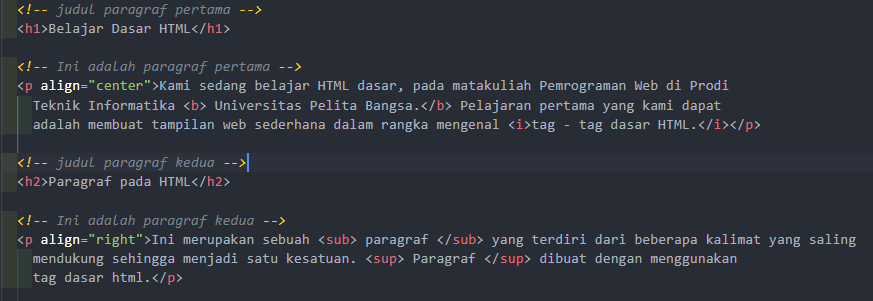 <!-- judul paragraf pertama -->
<h1>Belajar Dasar HTML</h1>
<!-- Ini adalah paragraf pertama -->
<p align="center">Kami sedang belajar HTML dasar, pada matakuliah Pemrograman Web di Prodi
Teknik Informatika <b> Universitas Pelita Bangsa.</b> Pelajaran pertama yang kami dapat
adalah membuat tampilan web sederhana dalam rangka mengenal <i>tag - tag dasar HTML.</i></p>
<!-- judul paragraf kedua -->
<h2>Paragraf pada HTML</h2>
<!-- Ini adalah paragraf kedua -->
<p align="right">Ini merupakan sebuah <sub> paragraf </sub> yang terdiri dari beberapa kalimat yang saling
mendukung sehingga menjadi satu kesatuan. <sup> Paragraf </sup> dibuat dengan menggunakan
tag dasar html.</p>